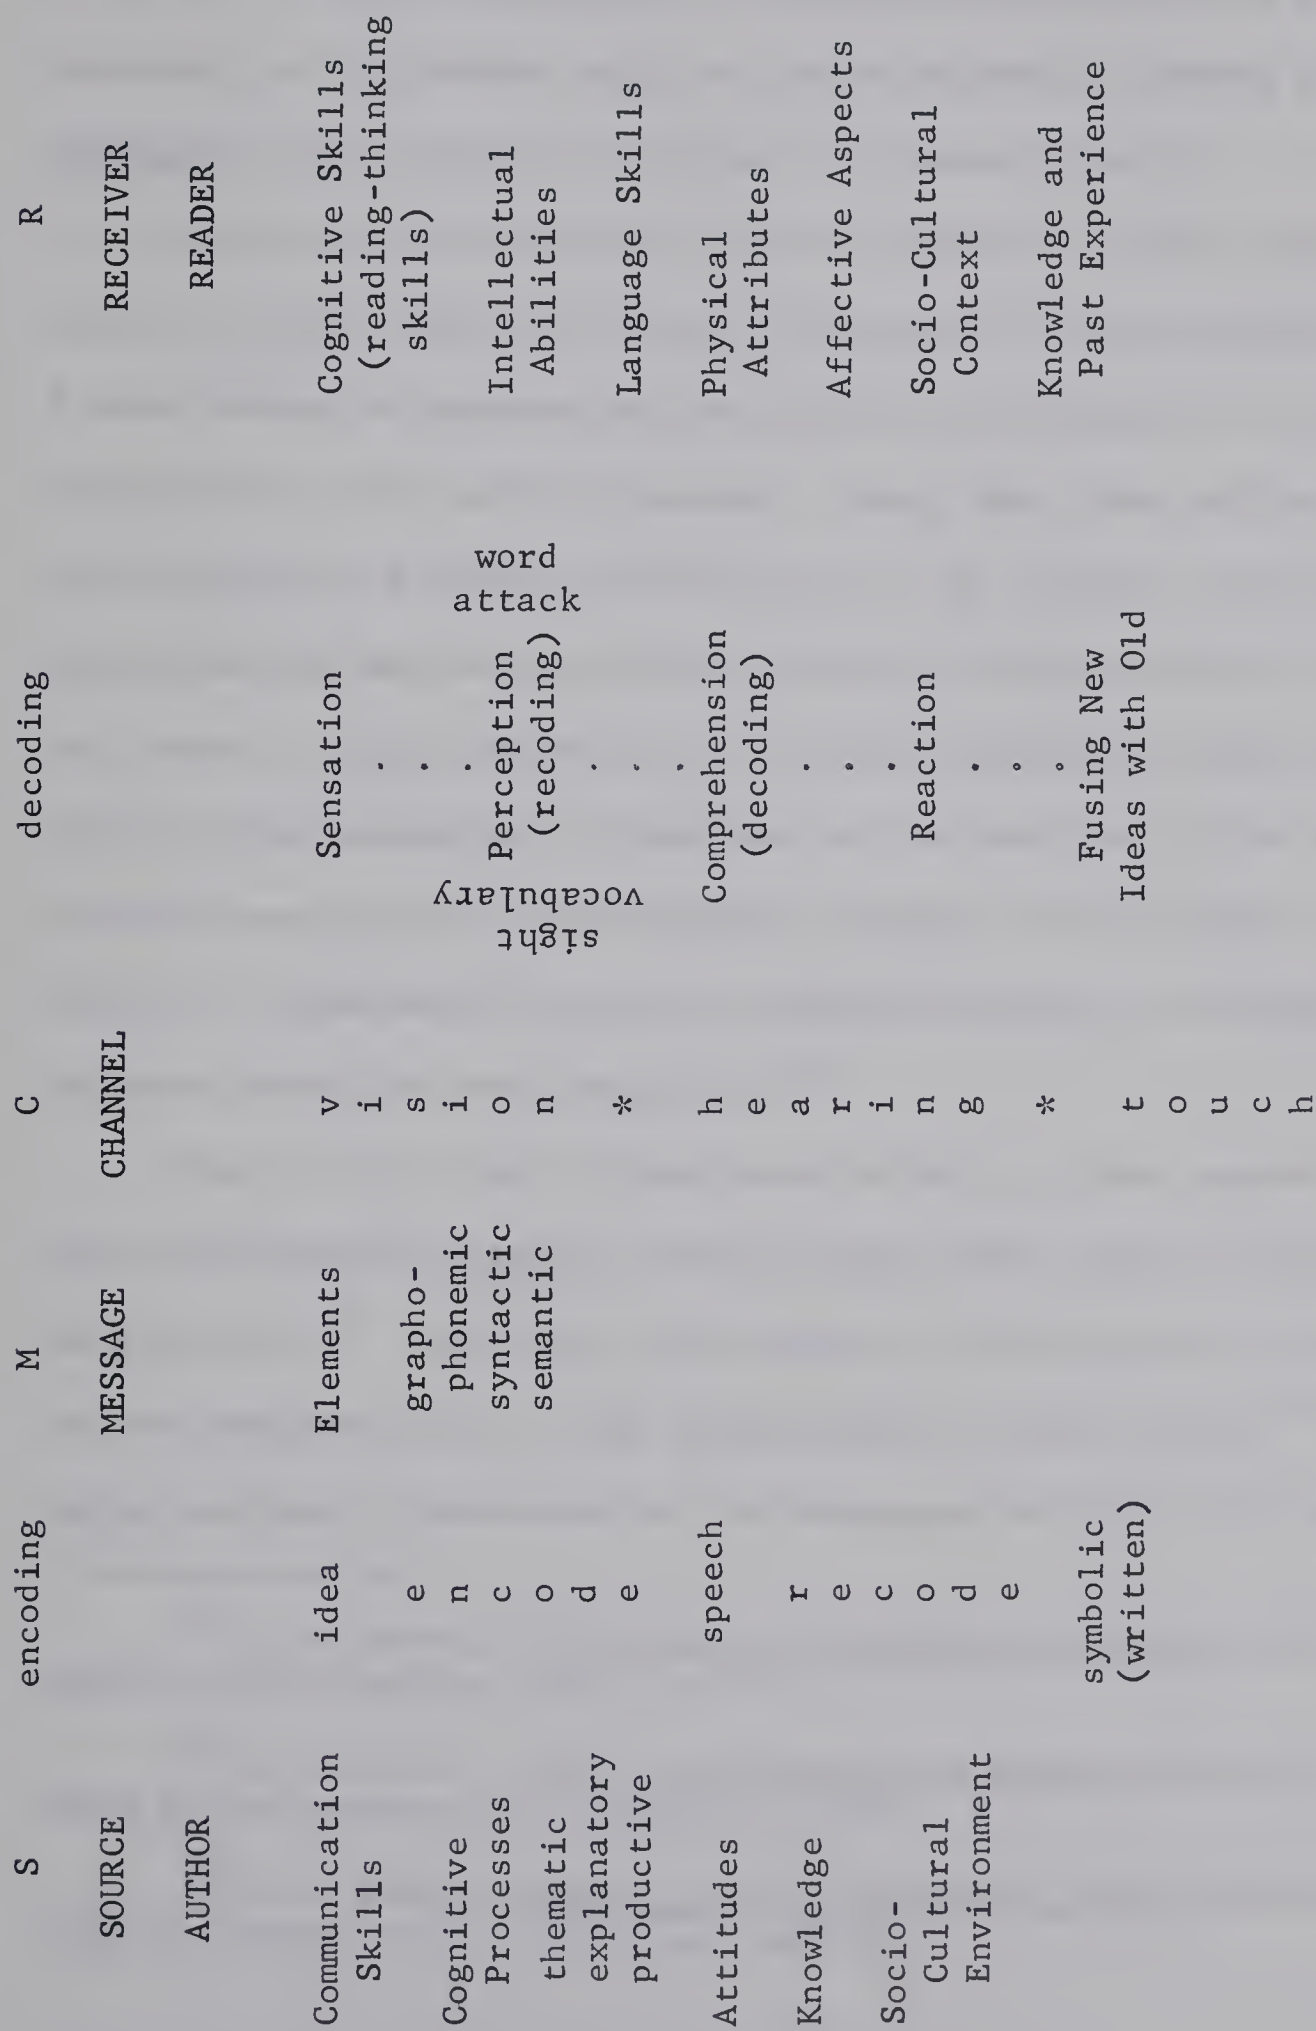 S encoding M C decoding R
SOURCE MESSAGE CHANNEL RECEIVER
AUTHOR READER
Communication
Skills
Cognitive
Processes
thematic
explanatory
productive
Attitudes
Knowledge
Socio-
Cultural
Environment
idea
encode
speech
recode
symbolic
(written)
Elements
grapho-
phonemic
syntactic
semantic
vision
*
hearing
*
touch
Sensation
.
.
.
sight
vocabulary
Perception
(recoding)
word
attack
.
.
.
Comprehension
(decoding)
.
.
.
Reaction
.
.
.
Fusing New
Ideas with Old
Cognitive Skills
(reading-thinking
skills)
Intellectual
Abilities
Language Skills
Physical
Attributes
Affective Aspects
Socio-Cultural
Context
Knowledge and
Past Experience